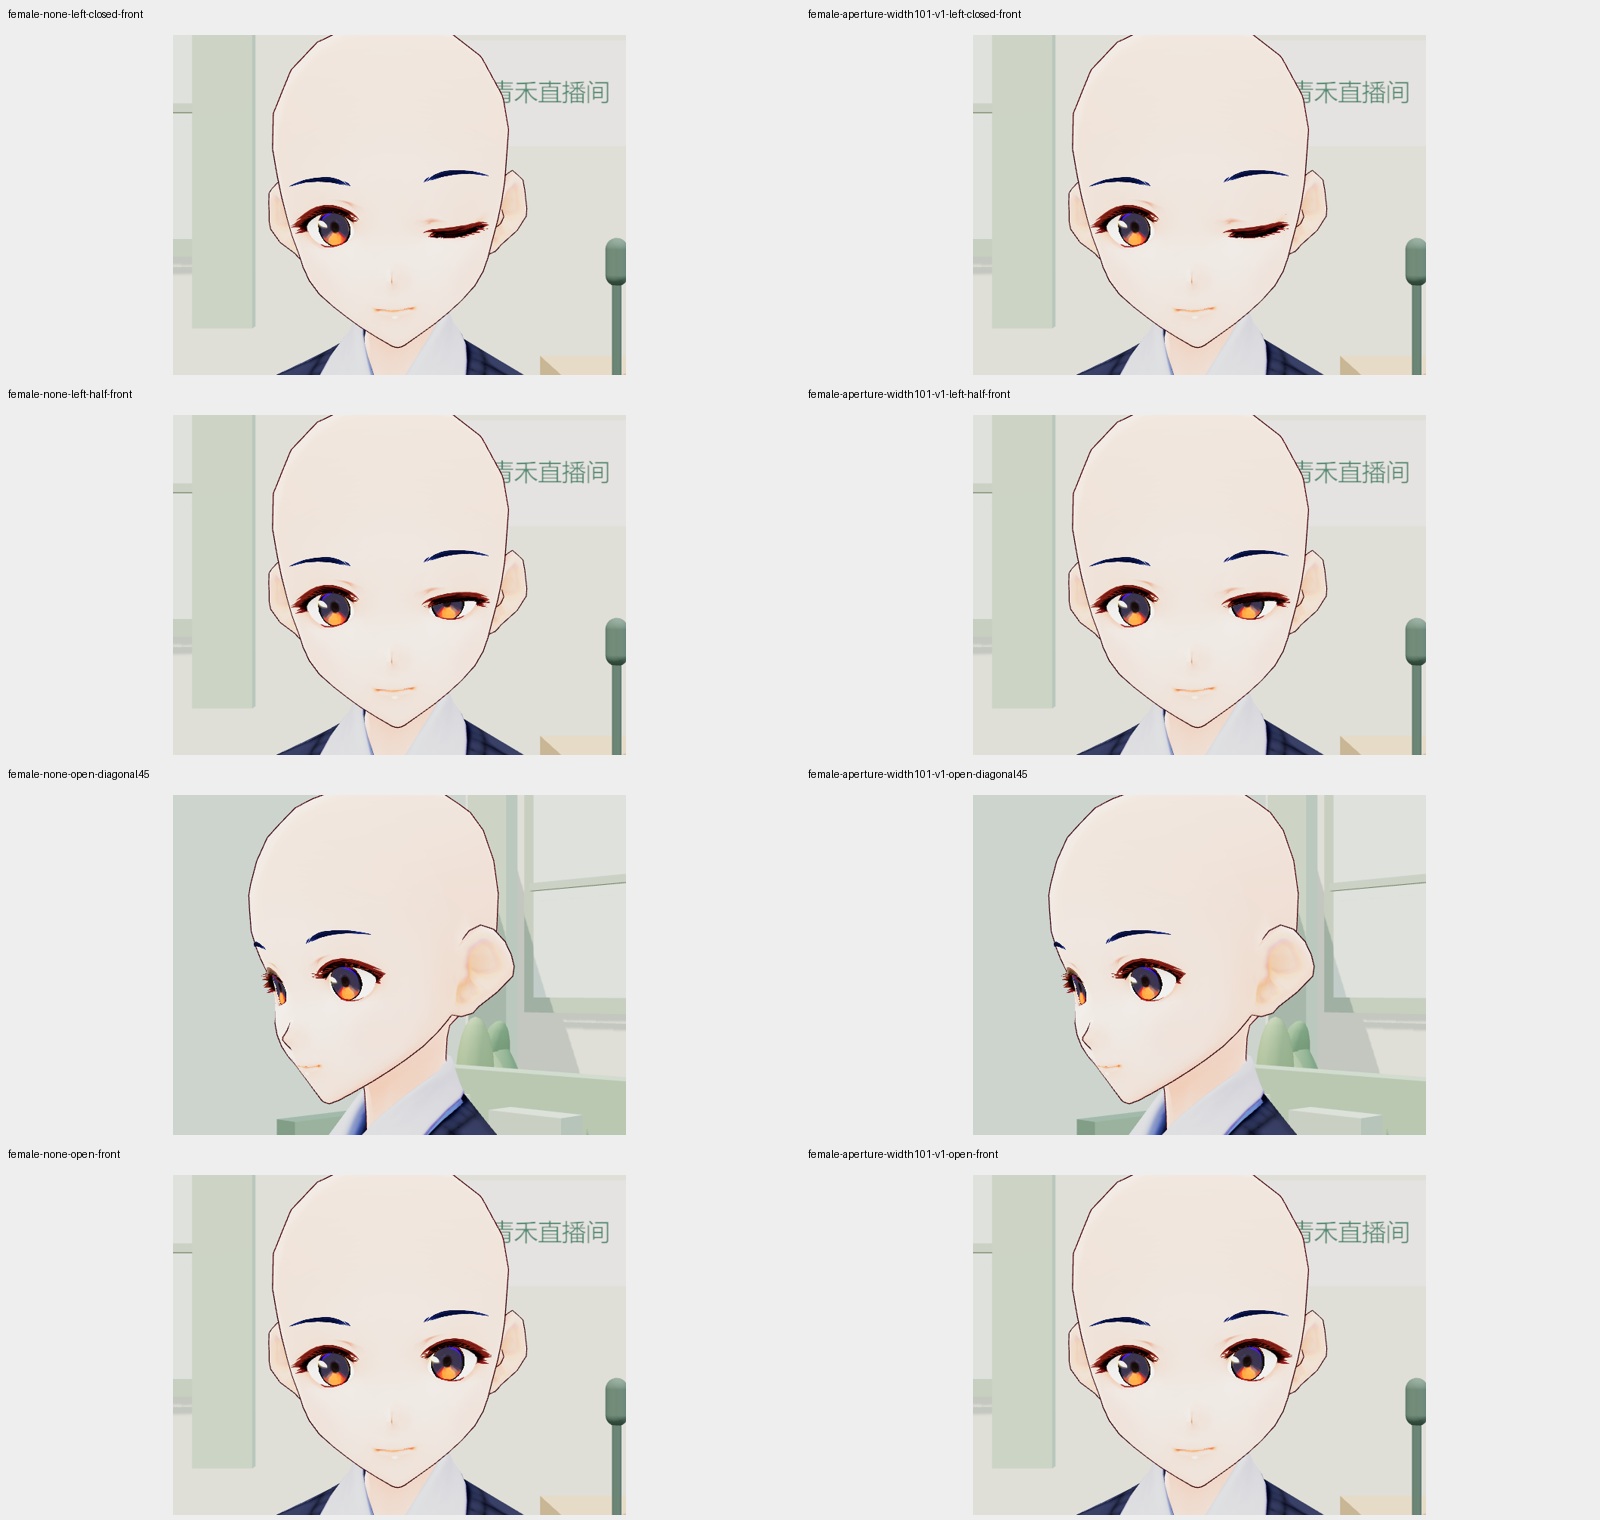 female-none-left-closed-front
female-aperture-width101-v1-left-closed-front
青禾直播间
青禾直播间
female-none-left-half-front
female-aperture-width101-v1-left-half-front
青禾直播间
青禾直播间
female-none-open-diagonal45
female-aperture-width101-v1-open-diagonal45
female-none-open-front
female-aperture-width101-v1-open-front
青禾直播间
青禾直播间